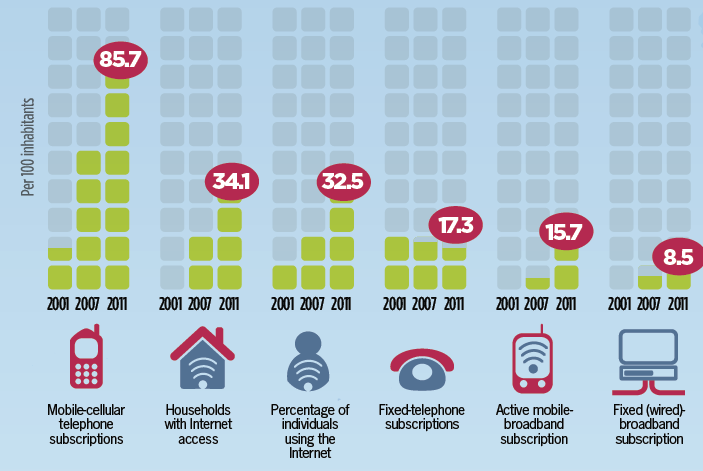 Per 100 inhabitants
85.7
34.1
32.5
17.3
15.7
8.5
2001 2007 2011
2001 2007 2011
2001 2007 2011
2001 2007 2011
2001 2007 2011
2001 2007 2011
Mobile-cellular
telephone
subscriptions
Households
with Internet
access
Percentage of
individuals
using the
Internet
Fixed-telephone
subscriptions
Active mobile-
broadband
subscription
Fixed (wired)-
broadband
subscription